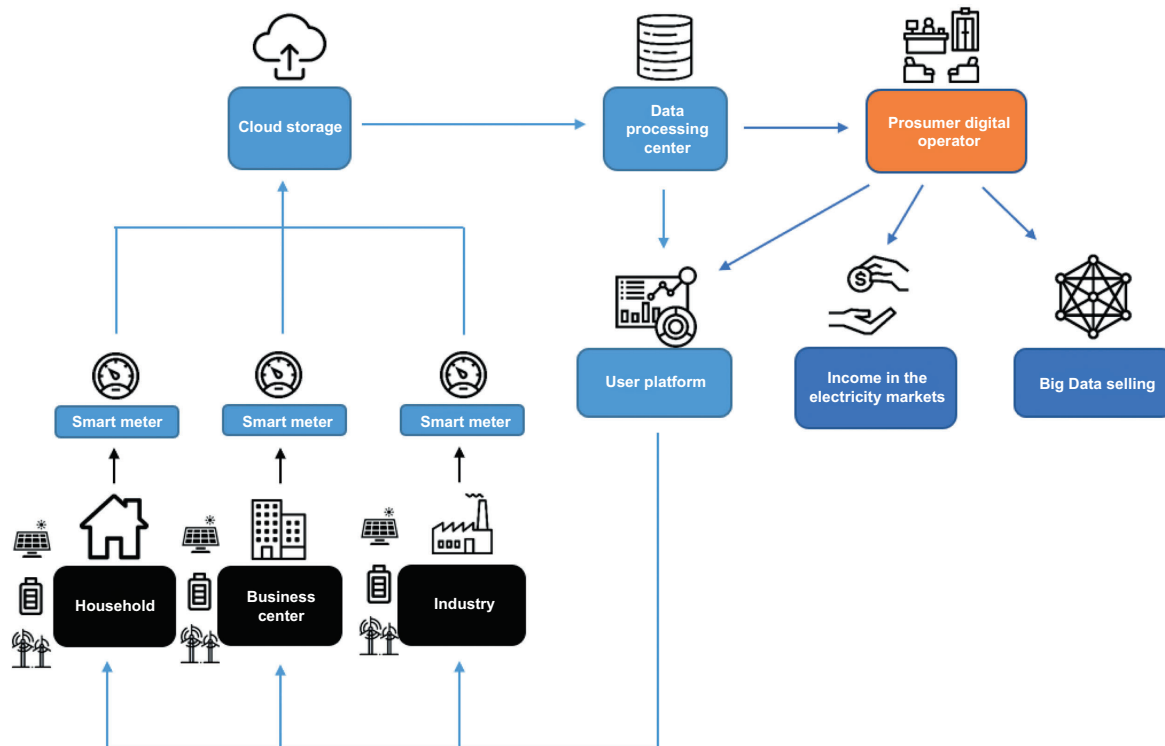 Cloud storage
Data
processing
center
Prosumer digital
operator
User platform
Income in the
electricity markets
Big Data selling
Smart meter
Smart meter
Smart meter
Household
Business
center
Industry